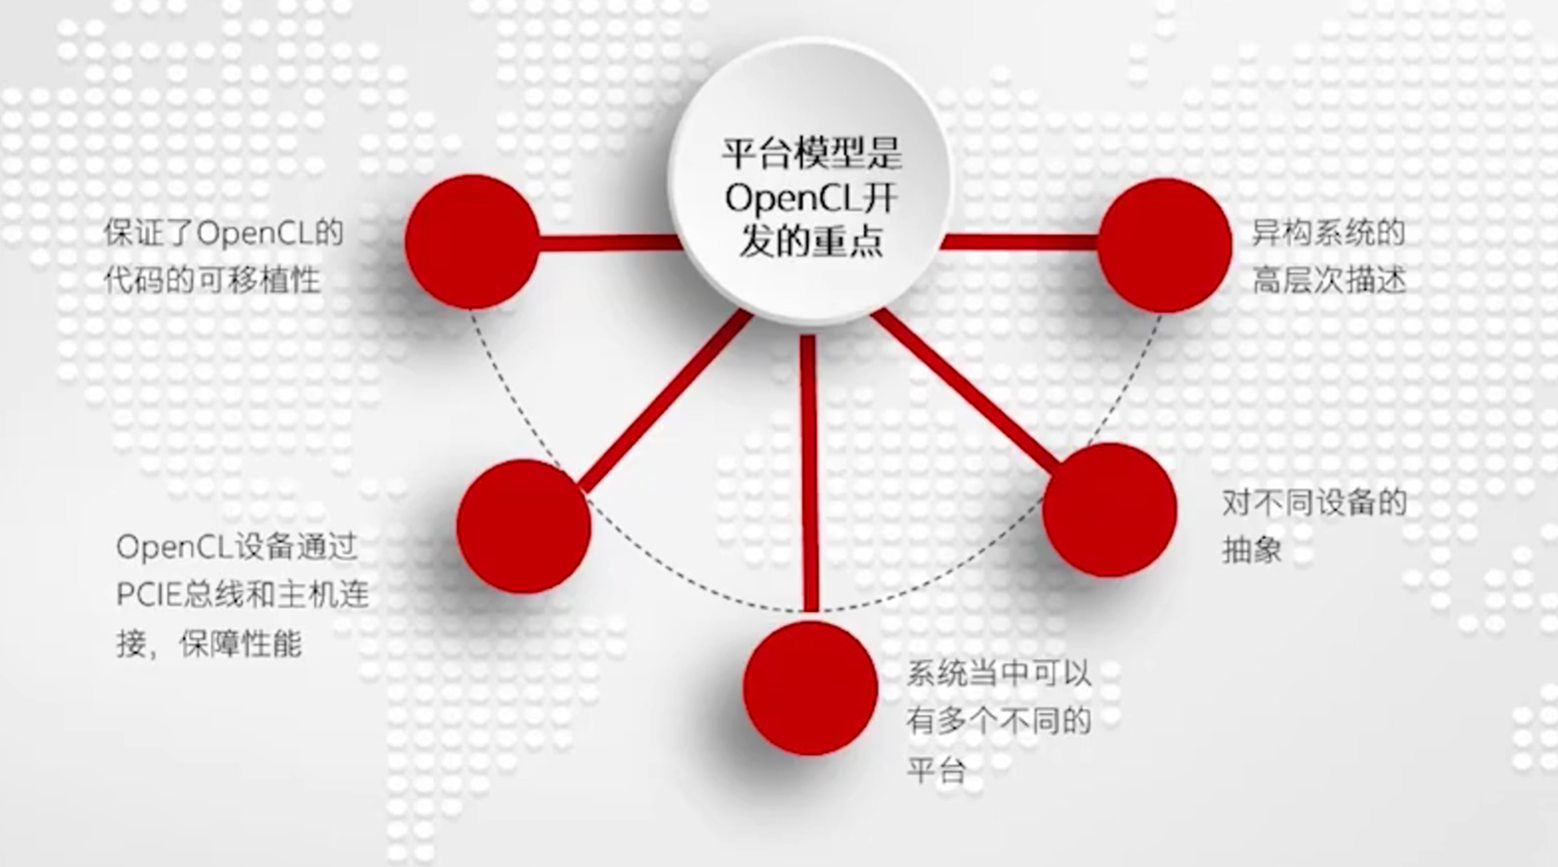 平台模型是
OpenCL开
发的重点
保证了OpenCL的
代码的可移植性
异构系统的
高层次描述
OpenCL设备通过
PCIE总线和主机连
接，保障性能
对不同设备的
抽象
系统当中可以
有多个不同的
平台